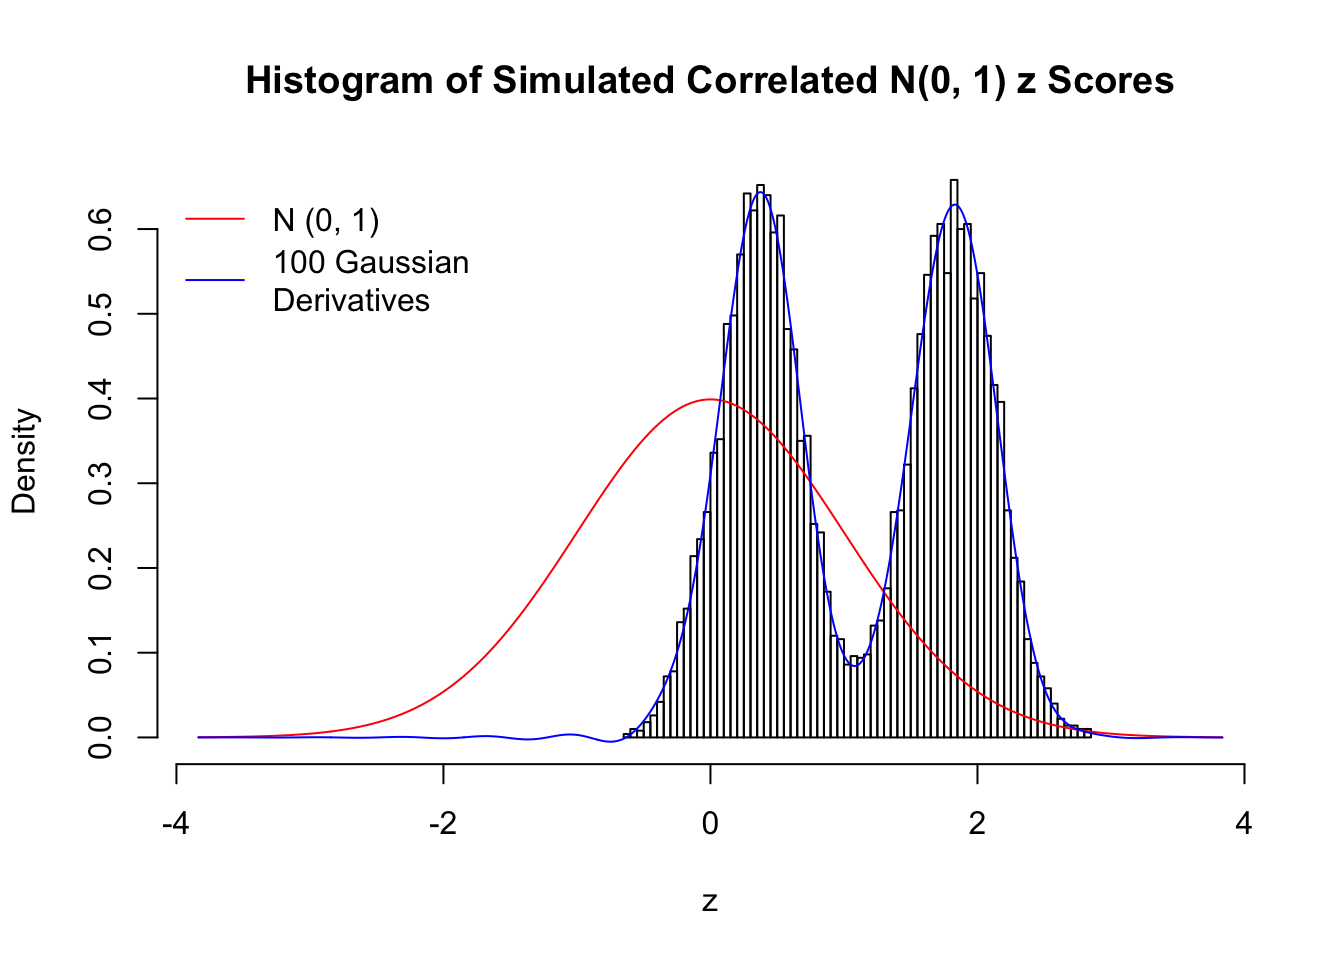 Histogram of Simulated Correlated N(0, 1) z Scores
N (0, 1)
100 Gaussian
Derivatives
Density
0.0 0.1 0.2 0.3 0.4 0.5 0.6
-4 -2 0 2 4
z